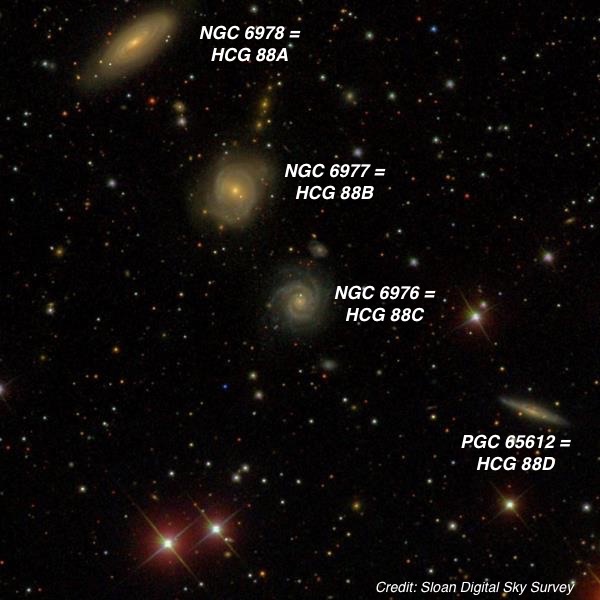 NGC 6978 =
HCG 88A
NGC 6977 =
HCG 88B
NGC 6976 =
HCG 88C
PGC 65612 =
HCG 88D
Credit: Sloan Digital Sky Survey